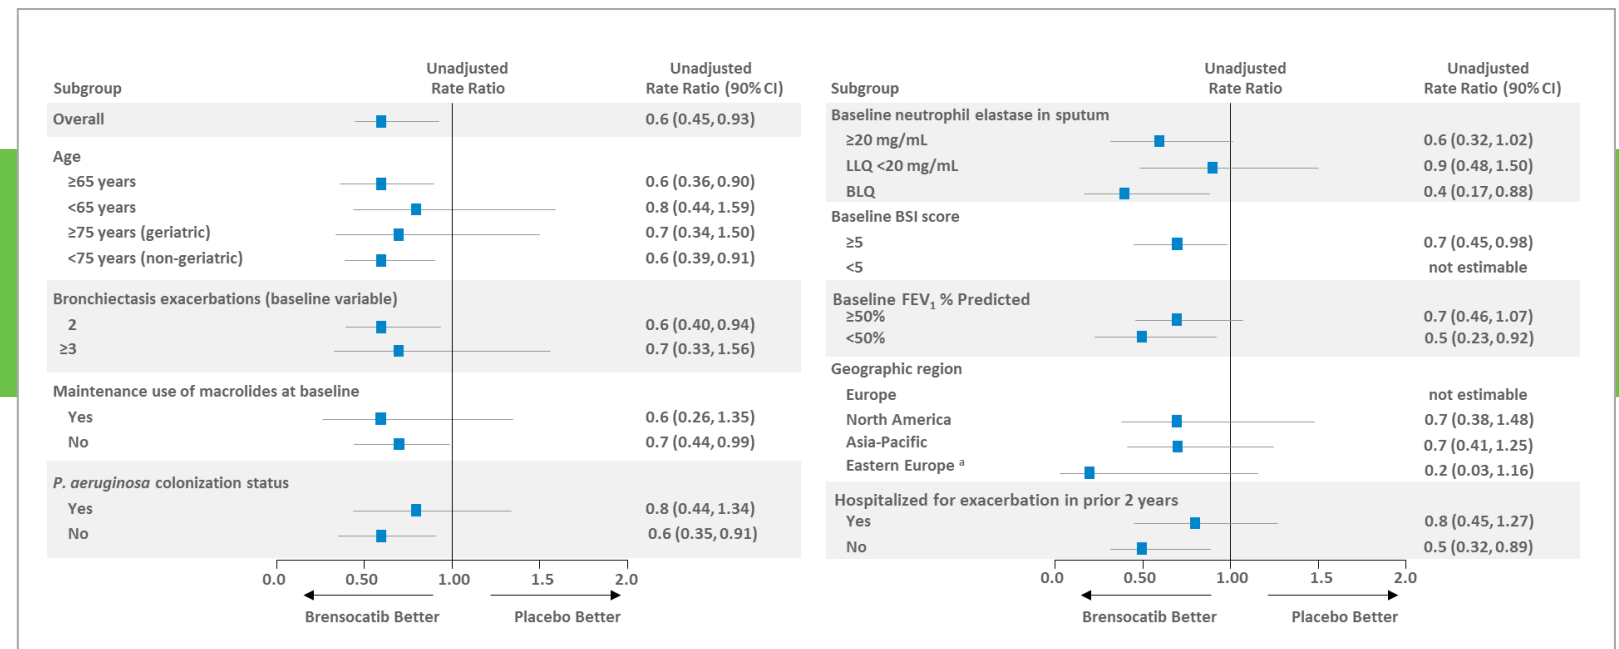 Subgroup Unadjusted Rate Ratio Unadjusted Rate Ratio (90% CI)
Overall 0.6 (0.45, 0.93)
Age
≥65 years 0.6 (0.36, 0.90)
<65 years 0.8 (0.44, 1.59)
≥75 years (geriatric) 0.7 (0.34, 1.50)
<75 years (non-geriatric) 0.6 (0.39, 0.91)
Bronchiectasis exacerbations (baseline variable)
2 0.6 (0.40, 0.94)
≥3 0.7 (0.33, 1.56)
Maintenance use of macrolides at baseline
Yes 0.6 (0.26, 1.35)
No 0.7 (0.44, 0.99)
P. aeruginosa colonization status
Yes 0.8 (0.44, 1.34)
No 0.6 (0.35, 0.91)
0.0 0.50 1.00 1.5 2.0
Brensocatib Better Placebo Better
Subgroup Unadjusted Rate Ratio Unadjusted Rate Ratio (90% CI)
Baseline neutrophil elastase in sputum
≥20 mg/mL 0.6 (0.32, 1.02)
LLQ <20 mg/mL 0.9 (0.48, 1.50)
BLQ 0.4 (0.17, 0.88)
Baseline BSI score
≥5 0.7 (0.45, 0.98)
<5 not estimable
Baseline FEV1 % Predicted
≥50% 0.7 (0.46, 1.07)
<50% 0.5 (0.23, 0.92)
Geographic region
Europe not estimable
North America 0.7 (0.38, 1.48)
Asia-Pacific 0.7 (0.41, 1.25)
Eastern Europe a 0.2 (0.03, 1.16)
Hospitalized for exacerbation in prior 2 years
Yes 0.8 (0.45, 1.27)
No 0.5 (0.32, 0.89)
0.0 0.50 1.00 1.5 2.0
Brensocatib Better Placebo Better